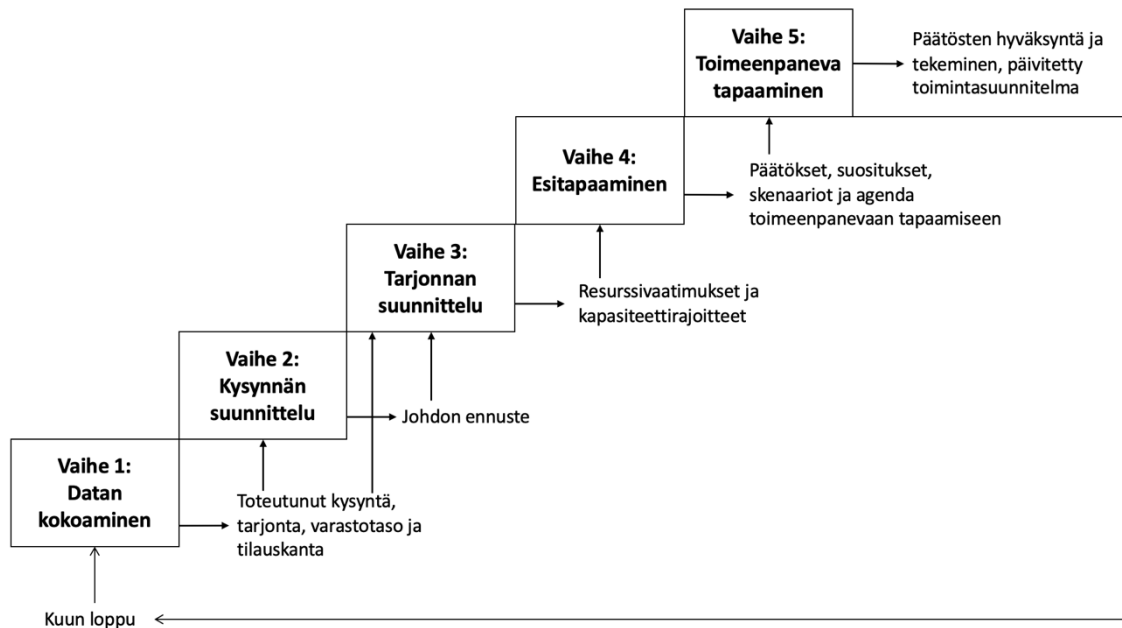 Vaihe 5:
Toimeenpaneva
tapaaminen
Päätösten hyväksyntä ja
tekeminen, päivitetty
toimintasuunnitelma
Vaihe 4:
Esitapaaminen
Päätökset, suositukset,
skenaariot ja agenda
toimeenpanevaan tapaamiseen
Vaihe 3:
Tarjonnan
suunnittelu
Resurssivaatimukset ja
kapasiteettirajoitteet
Vaihe 2:
Kysynnän
suunnittelu
Johdon ennuste
Vaihe 1:
Datan
kokoaminen
Toteutunut kysyntä,
tarjonta, varastotaso ja
tilauskanta
Kuun loppu